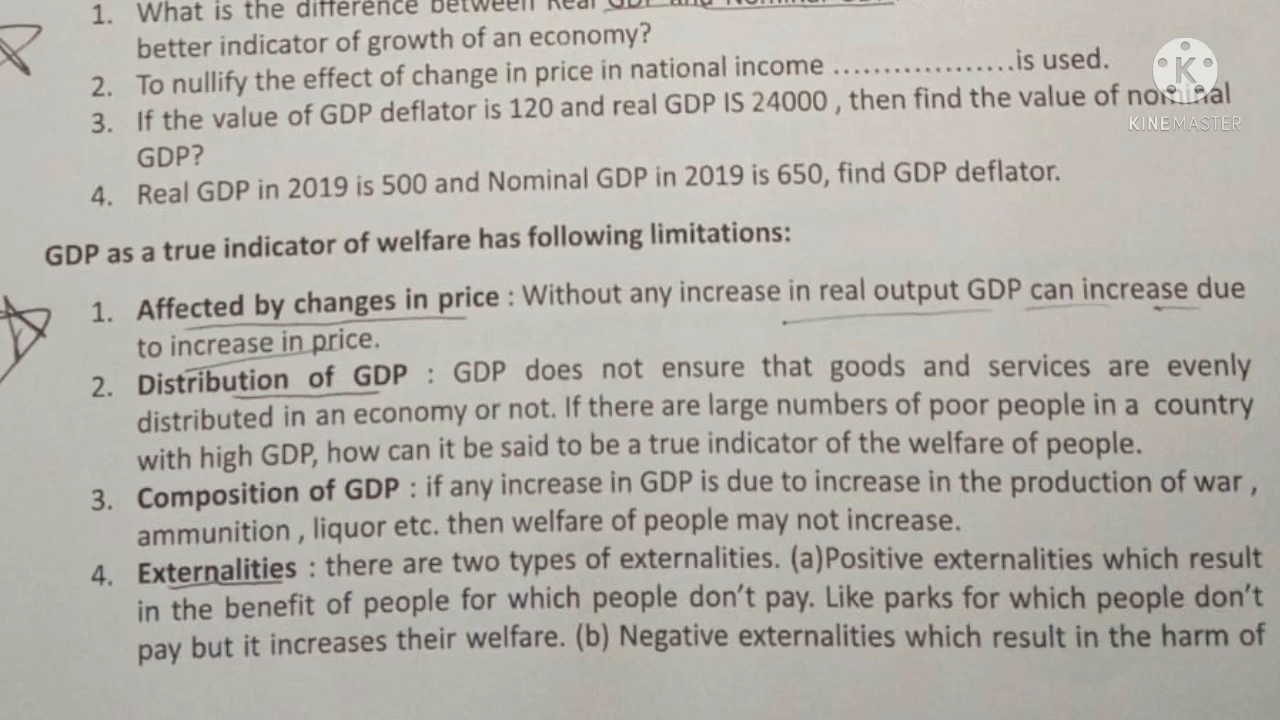 1. What is the difference between Real GDP and Nominal
better indicator of growth of an economy?
2. To nullify the effect of change in price in national income ..................is used.
3. If the value of GDP deflator is 120 and real GDP IS 24000 , then find the value of nominal
GDP?
4. Real GDP in 2019 is 500 and Nominal GDP in 2019 is 650, find GDP deflator.
GDP as a true indicator of welfare has following limitations:
1. Affected by changes in price : Without any increase in real output GDP can increase due
to increase in price.
2. Distribution of GDP : GDP does not ensure that goods and services are evenly
distributed in an economy or not. If there are large numbers of poor people in a country
with high GDP, how can it be said to be a true indicator of the welfare of people.
3. Composition of GDP : if any increase in GDP is due to increase in the production of war ,
ammunition , liquor etc. then welfare of people may not increase.
4. Externalities : there are two types of externalities. (a)Positive externalities which result
in the benefit of people for which people don't pay. Like parks for which people don't
pay but it increases their welfare. (b) Negative externalities which result in the harm of
K
KINEMASTER